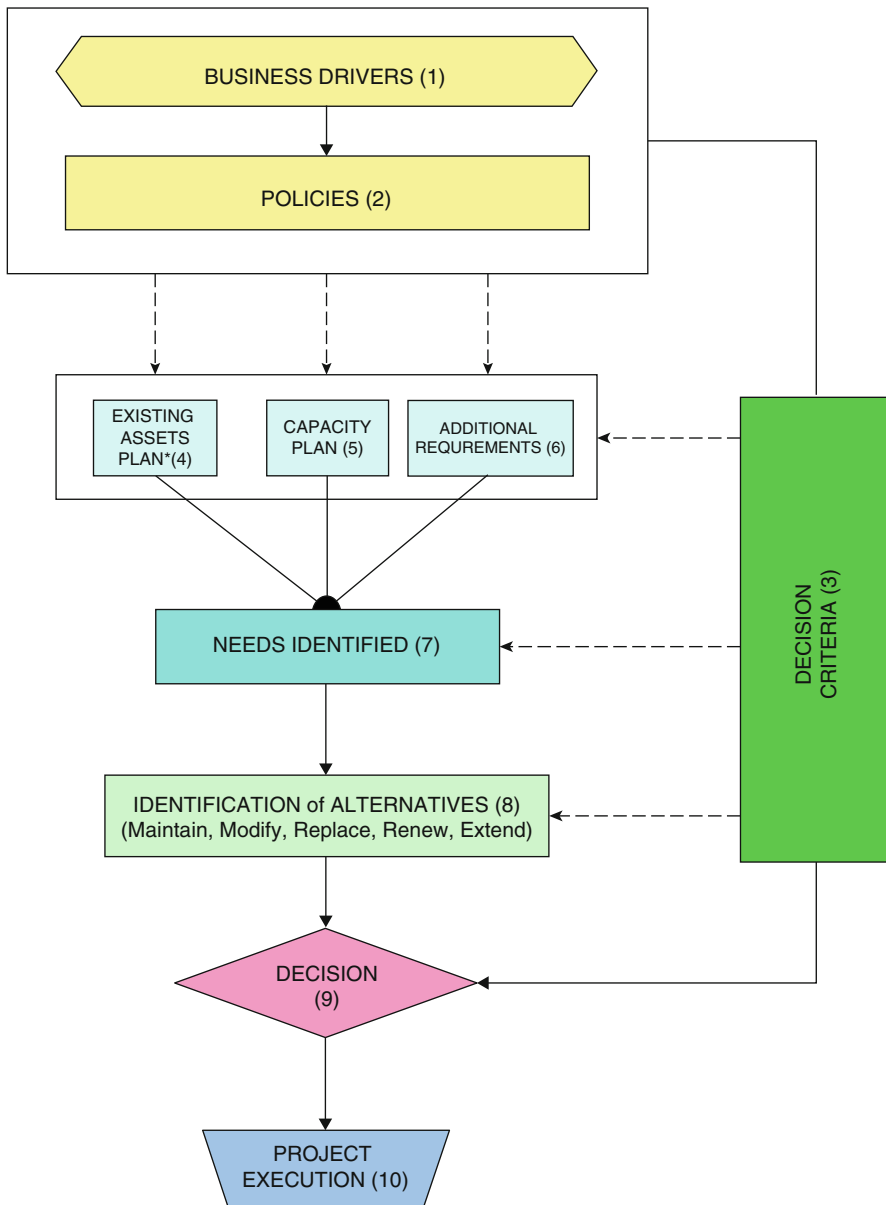 BUSINESS DRIVERS (1)
POLICIES (2)
EXISTING
ASSETS
PLAN*(4)
CAPACITY
PLAN (5)
ADDITIONAL
REQUREMENTS (6)
DECISION
CRITERIA (3)
NEEDS IDENTIFIED (7)
IDENTIFICATION of ALTERNATIVES (8)
(Maintain, Modify, Replace, Renew, Extend)
DECISION
(9)
PROJECT
EXECUTION (10)